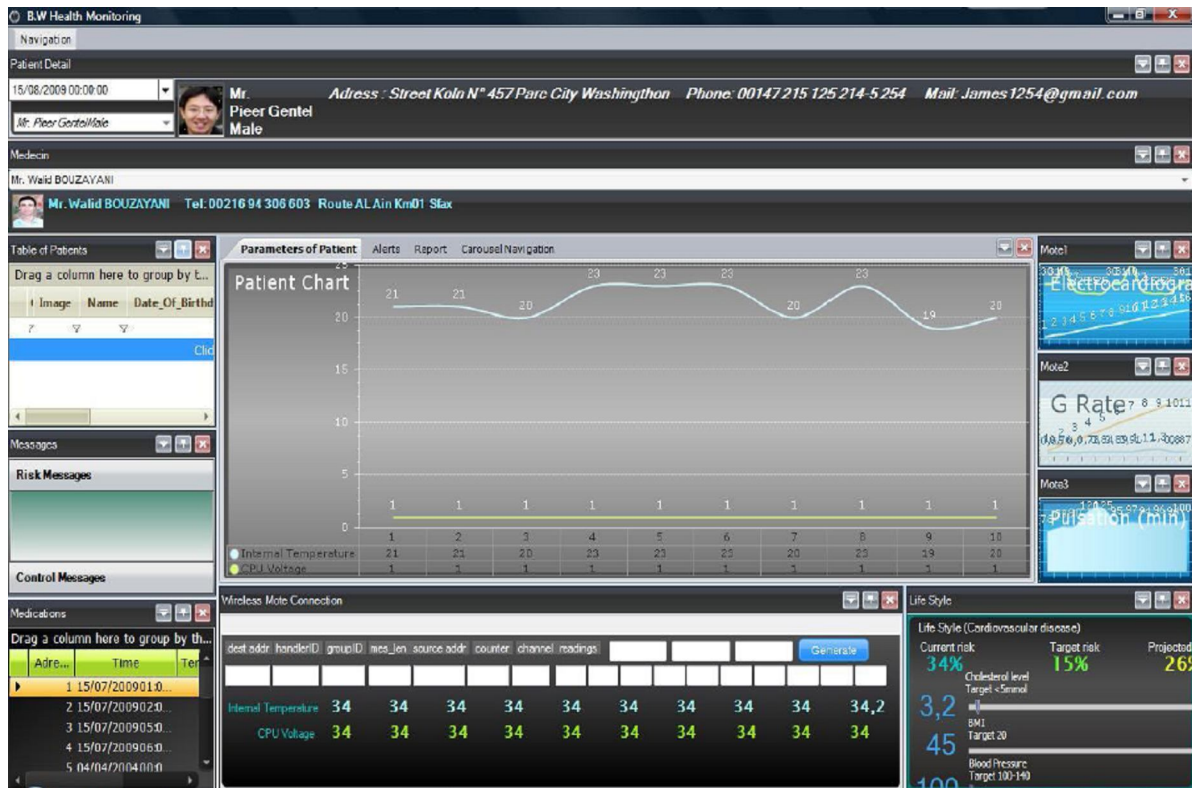 B.W Health Monitoring
Navigation
Patient Detail
15/08/2009 00:00:00
Mr. Pieer GentelMale
Mr.
Pieer Gentel
Male
Adress : Street Koln N° 457 Parc City Washingthon Phone: 00147 215 125 214-5 254 Mail: James1254@gmail.com
Medecin
Mr. Walid BOUZAYANI
Mr. Walid BOUZAYANI Tel: 00216 94 306 603 Route AL Ain Km01 Sfax
Table of Patients
Drag a column here to group by t...
Image Name Date_Of_Birthd
Clic
Messages
Risk Messages
Control Messages
Medications
Drag a column here to group by th...
Adre... Time Ter
1 15/07/200901:0...
2 15/07/200902:0...
3 15/07/200905:0...
4 15/07/200906:0...
5 04/04/200400:0
Parameters of Patient Alerts Report Carousel Navigation
Patient Chart
25
20
15
10
5
0
21 21 20 23 23 23 20 23 19 20
1 1 1 1 1 1 1 1 1 1
1 2 3 4 5 6 7 8 9 10
Internal Temperature 21 21 20 23 23 23 20 23 19 20
CPU Voltage 1 1 1 1 1 1 1 1 1 1
Wireless Mote Connection
dest addr handlerID groupID mes_len source addr counter channel readings
Generate
Internal Temperature 34 34 34 34 34 34 34 34 34 34,2
CPU Voltage 34 34 34 34 34 34 34 34 34 34
Mote1
Electrocardiogra
Mote2
G Rate
Mote3
Pulsation (min)
Life Style
Life Style (Cardiovascular disease)
Current risk Target risk Projected
34% 15% 26%
Cholesterol level
Target <5mmol
3,2
BMI
Target 20
45
Blood Pressure
Target 100-140
100